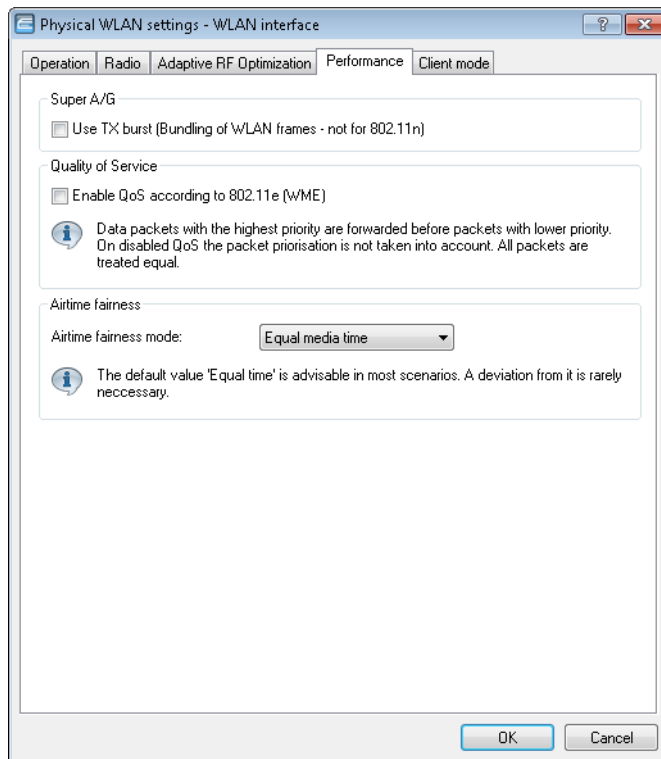 Physical WLAN settings - WLAN interface
Operation
Radio
Adaptive RF Optimization
Performance
Client mode
Super A/G
Use TX burst (Bundling of WLAN frames - not for 802.11n)
Quality of Service
Enable QoS according to 802.11e (WME)
Data packets with the highest priority are forwarded before packets with lower priority.
On disabled QoS the packet priorisation is not taken into account. All packets are
treated equal.
Airtime fairness
Airtime fairness mode:
Equal media time
The default value 'Equal time' is advisable in most scenarios. A deviation from it is rarely
neccessary.
OK
Cancel